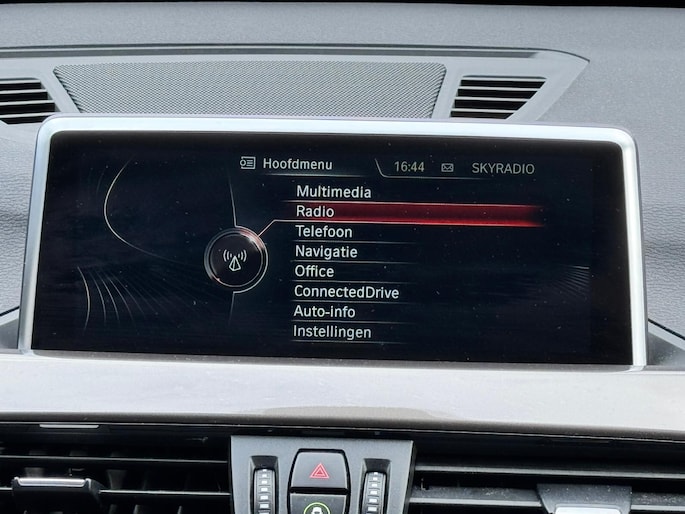 Hoofdmenu 16:44 SKYRADIO
Multimedia
Radio
Telefoon
Navigatie
Office
ConnectedDrive
Auto-info
Instellingen